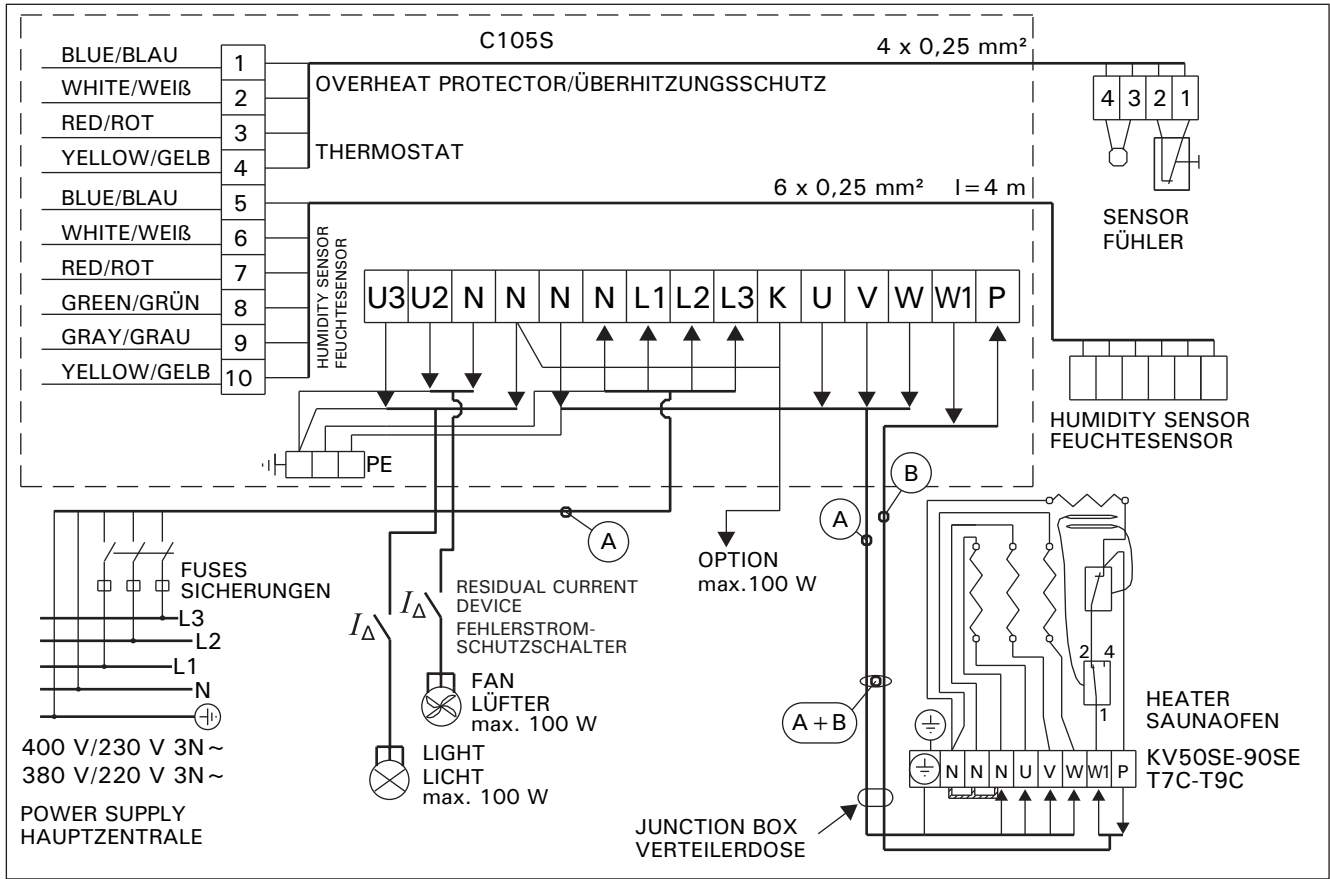 C105S
4 x 0,25 mm²
BLUE/BLAU 1
WHITE/WEIß 2
RED/ROT 3
YELLOW/GELB 4
BLUE/BLAU 5
WHITE/WEIß 6
RED/ROT 7
GREEN/GRÜN 8
GRAY/GRAU 9
YELLOW/GELB 10
OVERHEAT PROTECTOR/ÜBERHITZUNGSSCHUTZ
THERMOSTAT
HUMIDITY SENSOR
FEUCHTESENSOR
4 3 2 1
SENSOR
FÜHLER
6 x 0,25 mm² l=4 m
U3 U2 N N N N L1 L2 L3 K U V W W1 P
HUMIDITY SENSOR
FEUCHTESENSOR
PE
A
B
A
FUSES
SICHERUNGEN
L3
L2
L1
N
400 V/230 V 3N~
380 V/220 V 3N~
POWER SUPPLY
HAUPTZENTRALE
IΔ
IΔ
RESIDUAL CURRENT
DEVICE
FEHLERSTROM-
SCHUTZSCHALTER
FAN
LÜFTER
max. 100 W
LIGHT
LICHT
max. 100 W
OPTION
max.100 W
A+B
JUNCTION BOX
VERTEILERDOSE
2 4
1
N N N U V W W1 P
HEATER
SAUNAOFEN
KV50SE-90SE
T7C-T9C